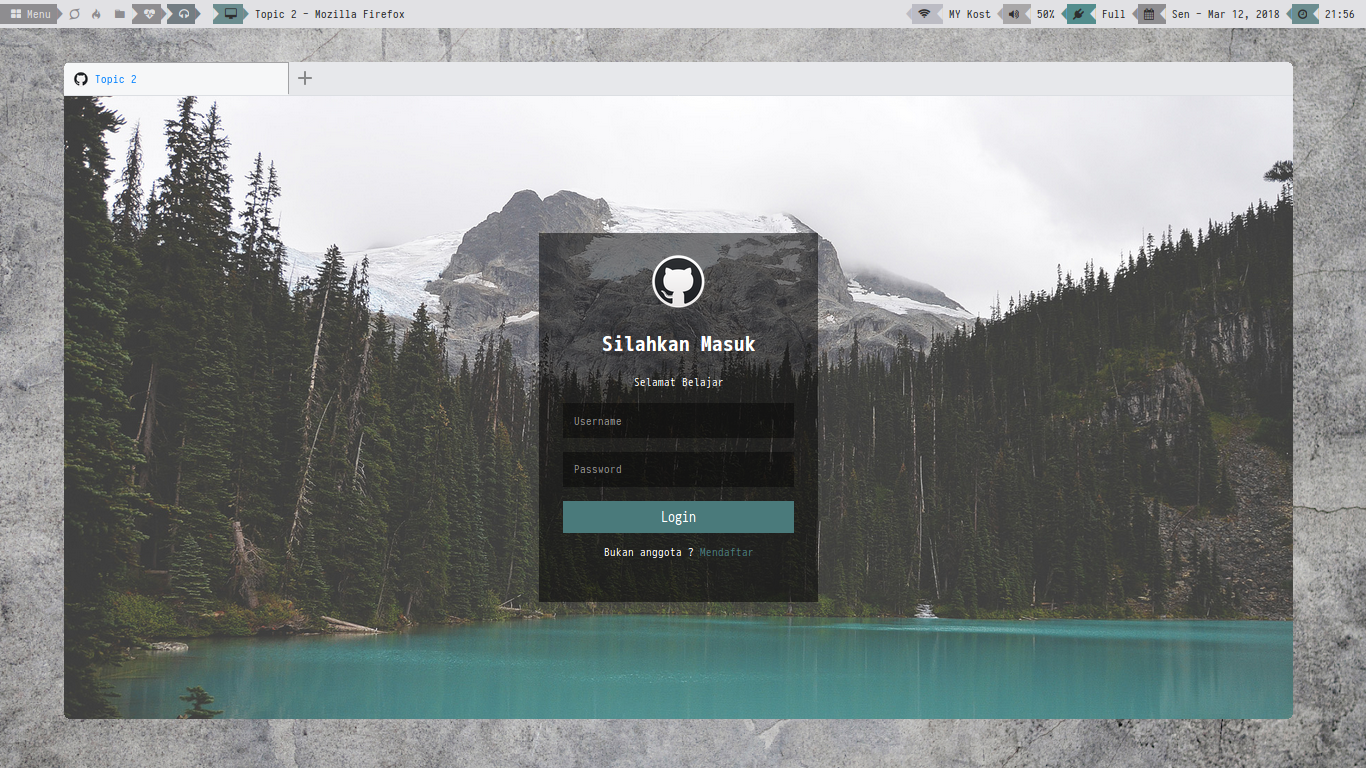 Menu
Topic 2 - Mozilla Firefox
MY Kost
50%
Full
Sen - Mar 12, 2018
21:56
Topic 2
Silahkan Masuk
Selamat Belajar
Username
Password
Login
Bukan anggota ? Mendaftar